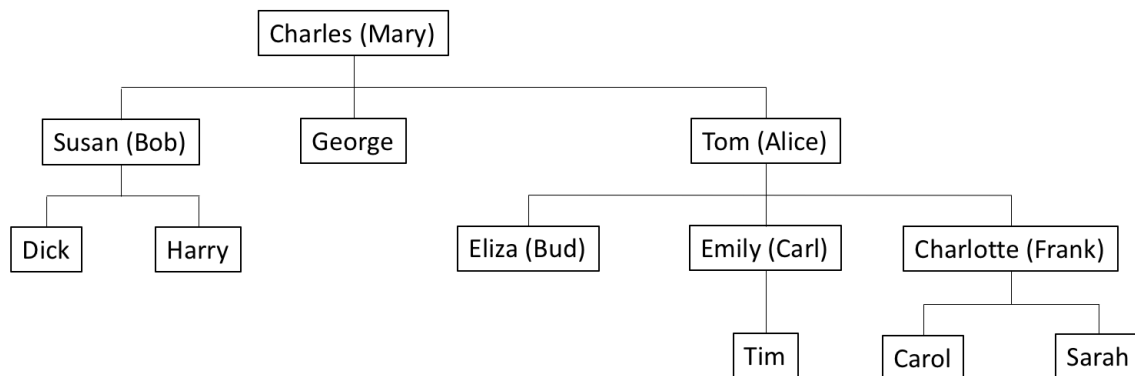 Charles (Mary)
Susan (Bob)
George
Tom (Alice)
Dick
Harry
Eliza (Bud)
Emily (Carl)
Charlotte (Frank)
Tim
Carol
Sarah